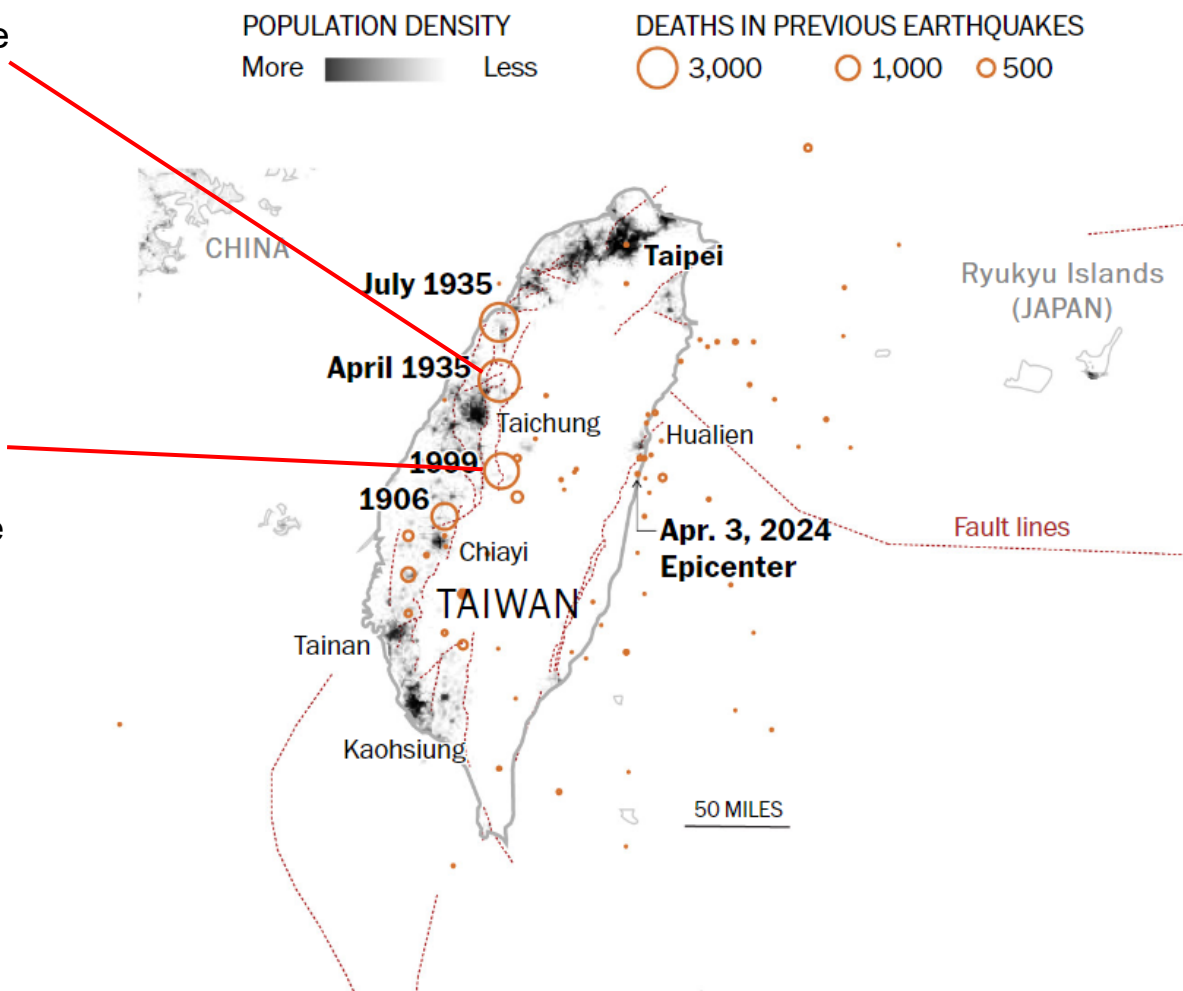 e
POPULATION DENSITY
More
Less
DEATHS IN PREVIOUS EARTHQUAKES
3,000
1,000
500
CHINA
Taipei
July 1935
Ryukyu Islands
(JAPAN)
April 1935
Taichung
Hualien
1999
1906
e
Apr. 3, 2024
Epicenter
Fault lines
Chiayi
TAIWAN
Tainan
Kaohsiung
50 MILES